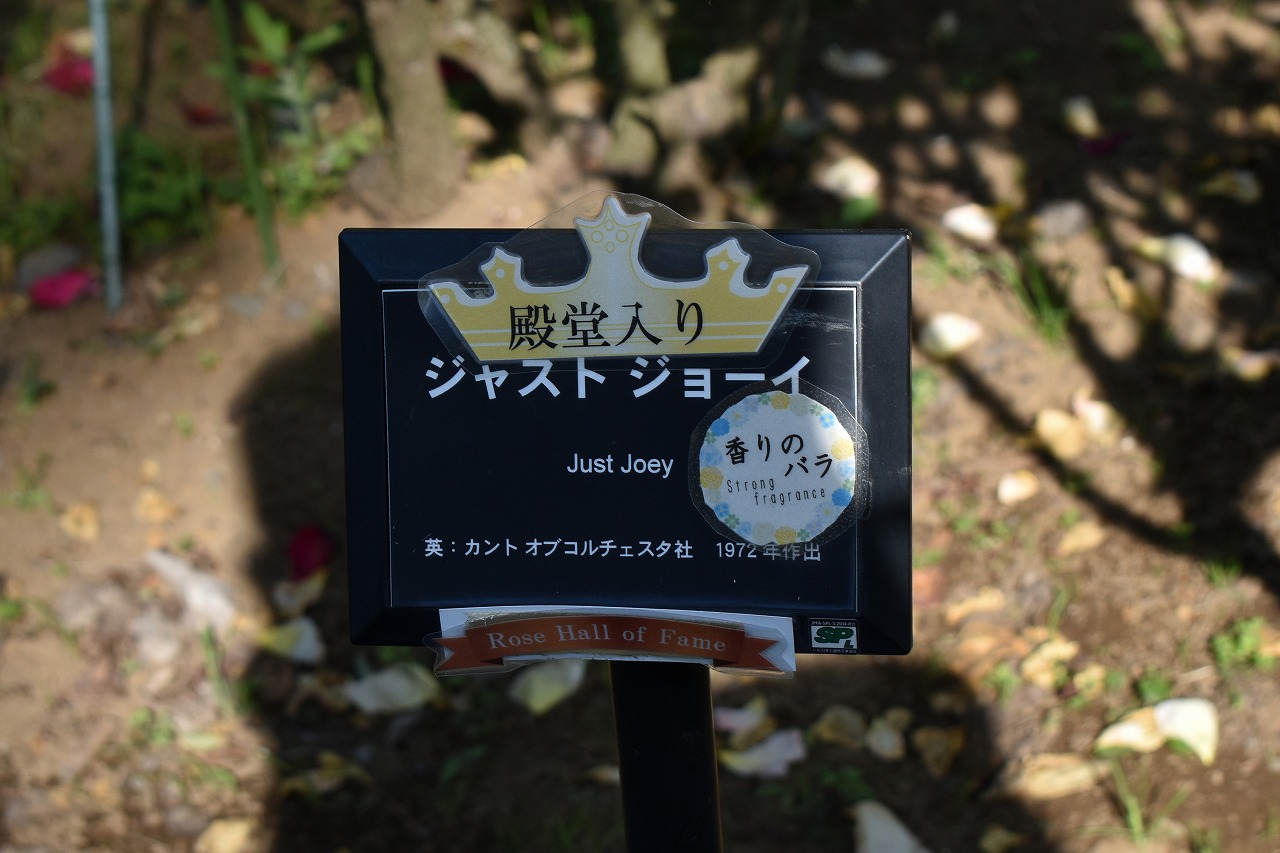 殿堂入り
ジャスト ジョーイ
Just Joey
香りの
バラ
Strong
fragrance
英：カント オブコルチェスタ社　1972 年作出
Rose Hall of Fame
SPL